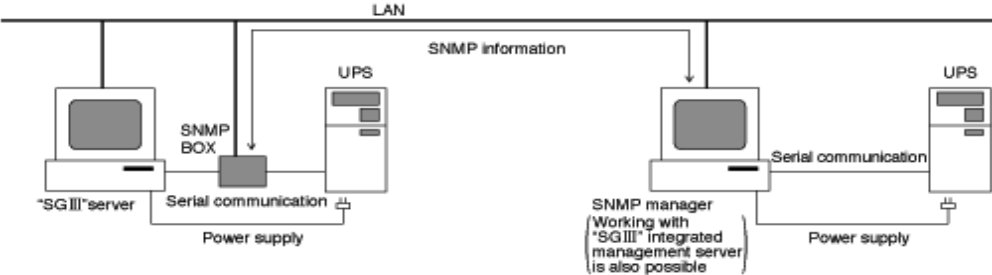 LAN
SNMP information
UPS
UPS
SNMP
BOX
Serial communication
"SGⅢ"server
Serial communication
SNMP manager
Working with
"SGⅢ" integrated
management server
is also possible
Power supply
Power supply